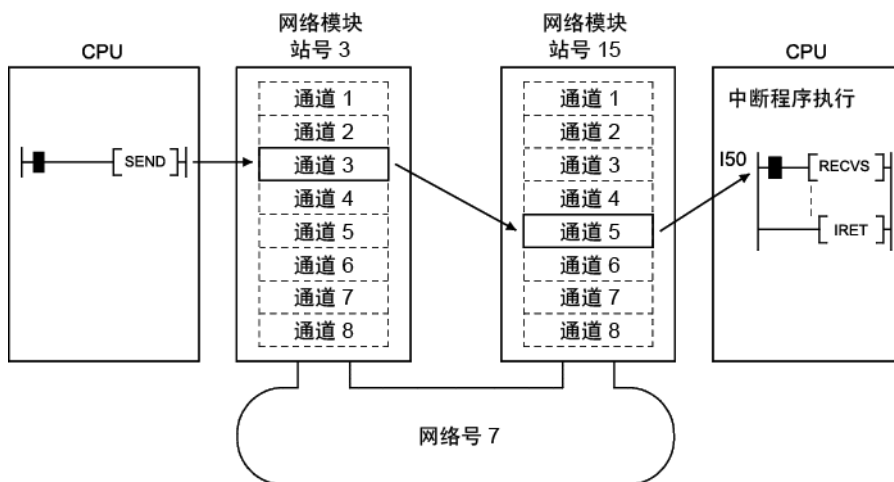 CPU
网络模块
站号 3
网络模块
站号 15
CPU
SEND
通道 1
通道 2
通道 3
通道 4
通道 5
通道 6
通道 7
通道 8
通道 1
通道 2
通道 3
通道 4
通道 5
通道 6
通道 7
通道 8
中断程序执行
I50
RECVS
IRET
网络号 7